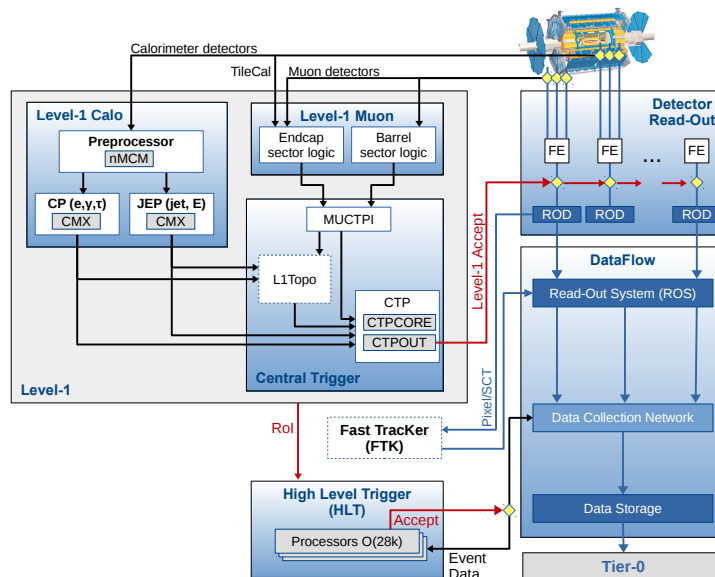 Calorimeter detectors
TileCal
Muon detectors
Level-1 Calo
Preprocessor
nMCM
CP (e,γ,τ)
CMX
JEP (jet, E)
CMX
Level-1 Muon
Endcap
sector logic
Barrel
sector logic
MUCTPI
L1Topo
CTP
CTPCORE
CTPOUT
Central Trigger
Level-1
Level-1 Accept
Detector
Read-Out
FE
FE
...
FE
ROD
ROD
ROD
DataFlow
Read-Out System (ROS)
Data Collection Network
Data Storage
Tier-0
Pixel/SCT
Fast TracKer
(FTK)
RoI
High Level Trigger
(HLT)
Accept
Processors O(28k)
Event
Data